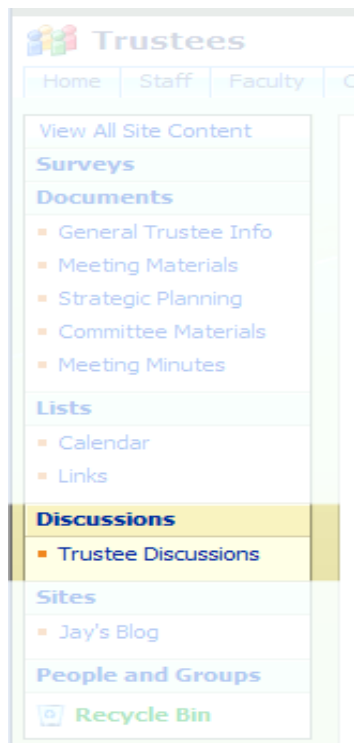 Trustees
Home Staff Faculty
View All Site Content
Surveys
Documents
General Trustee Info
Meeting Materials
Strategic Planning
Committee Materials
Meeting Minutes
Lists
Calendar
Links
Discussions
Trustee Discussions
Sites
Jay's Blog
People and Groups
Recycle Bin